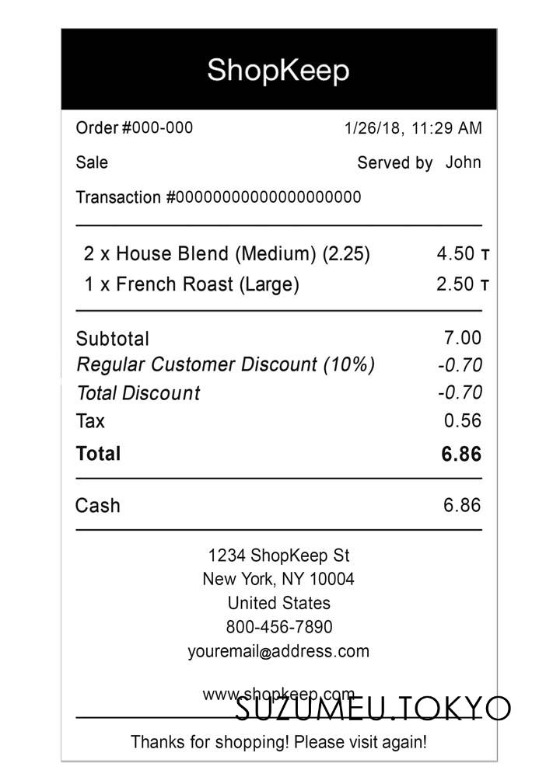 ShopKeep
Order #000-000 1/26/18, 11:29 AM
Sale Served by John
Transaction #00000000000000000000
2 x House Blend (Medium) (2.25) 4.50 T
1 x French Roast (Large) 2.50 T
Subtotal 7.00
Regular Customer Discount (10%) -0.70
Total Discount -0.70
Tax 0.56
Total 6.86
Cash 6.86
1234 ShopKeep St
New York, NY 10004
United States
800-456-7890
youremail@address.com
www.shopkeep.com
SUZUMEU.TOKYO
Thanks for shopping! Please visit again!